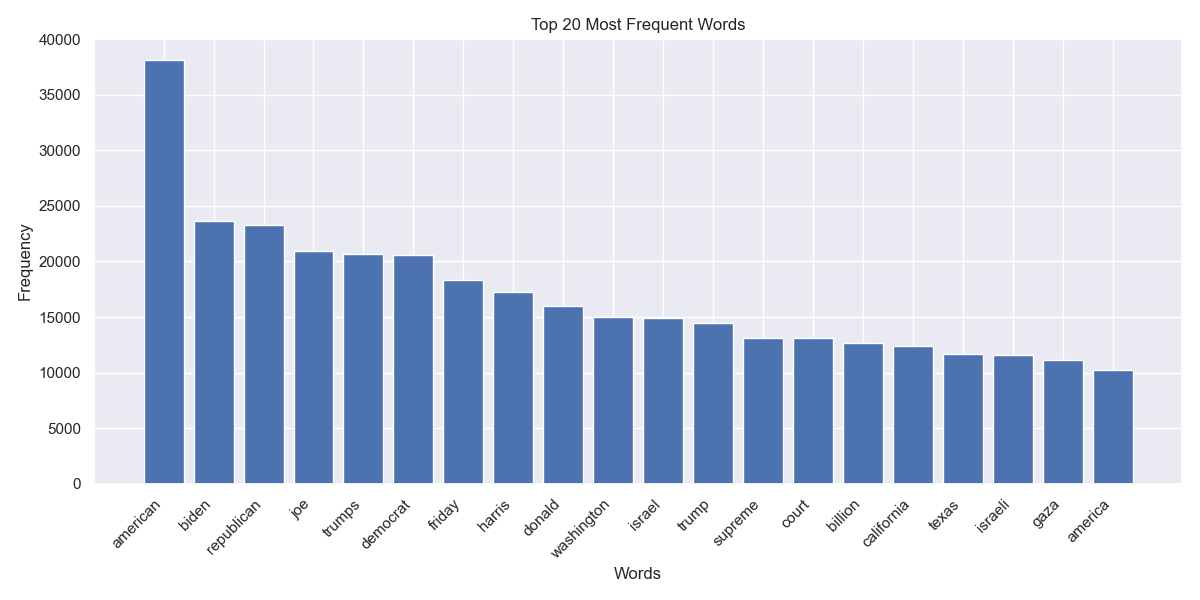 Top 20 Most Frequent Words
40000
35000
30000
25000
20000
15000
10000
5000
0
Frequency
american
biden
republican
joe
trumps
democrat
friday
harris
donald
washington
israel
trump
supreme
court
billion
california
texas
israeli
gaza
america
Words